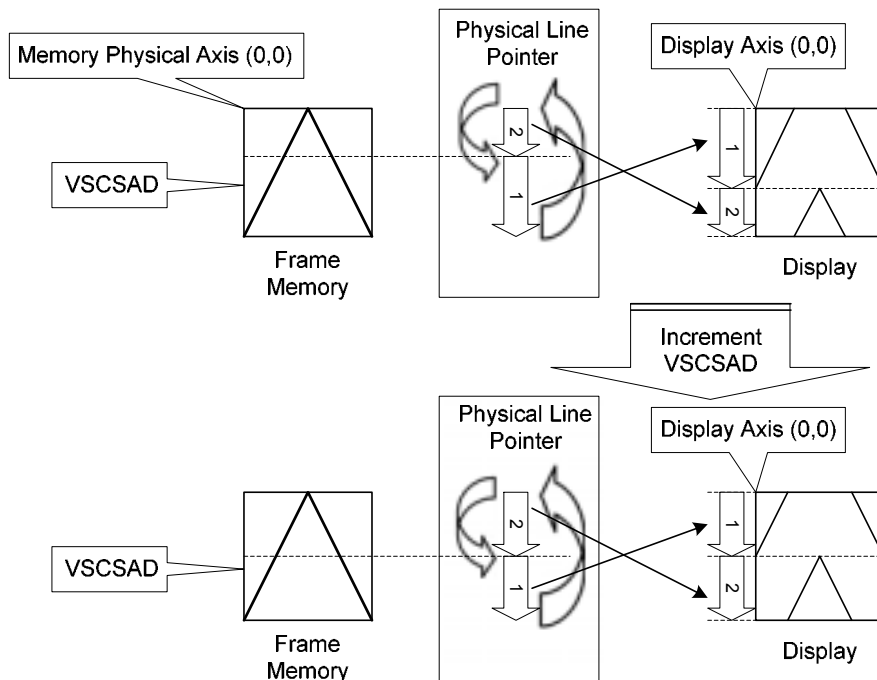 Memory Physical Axis (0,0)
Physical Line
Pointer
Display Axis (0,0)
VSCSAD
2
1
1
2
Frame
Memory
Display
Increment
VSCSAD
Physical Line
Pointer
Display Axis (0,0)
VSCSAD
2
1
1
2
Frame
Memory
Display